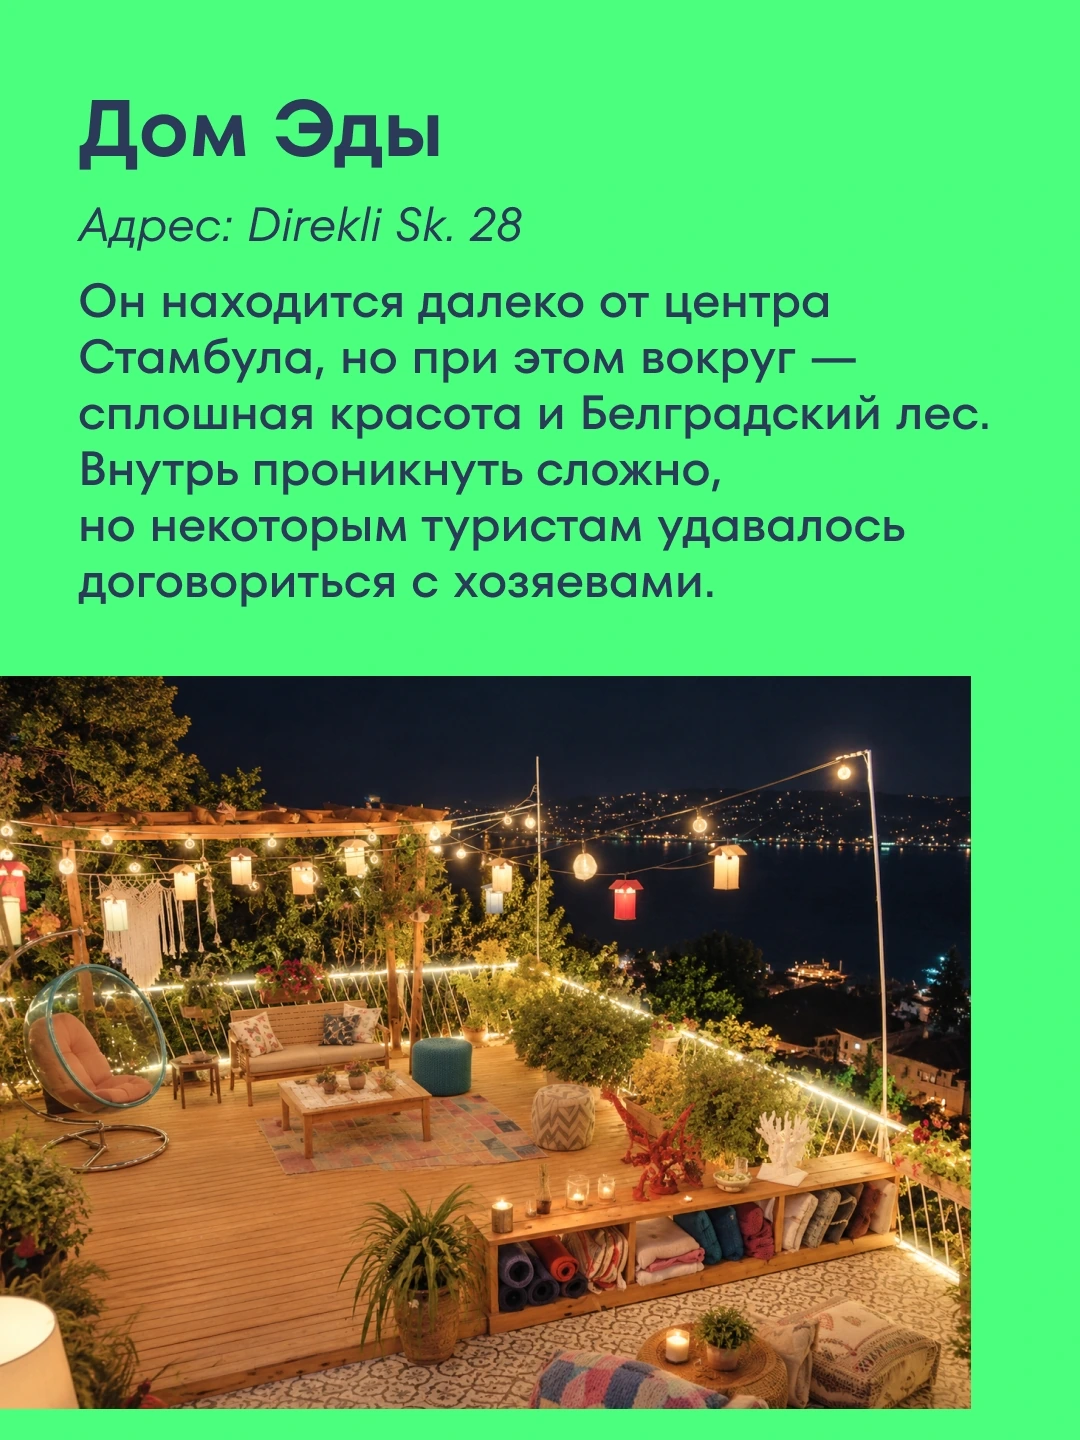 Дом Эды
Адрес: Direkli Sk. 28
Он находится далеко от центра
Стамбула, но при этом вокруг —
сплошная красота и Белградский лес.
Внутрь проникнуть сложно,
но некоторым туристам удавалось
договориться с хозяевами.